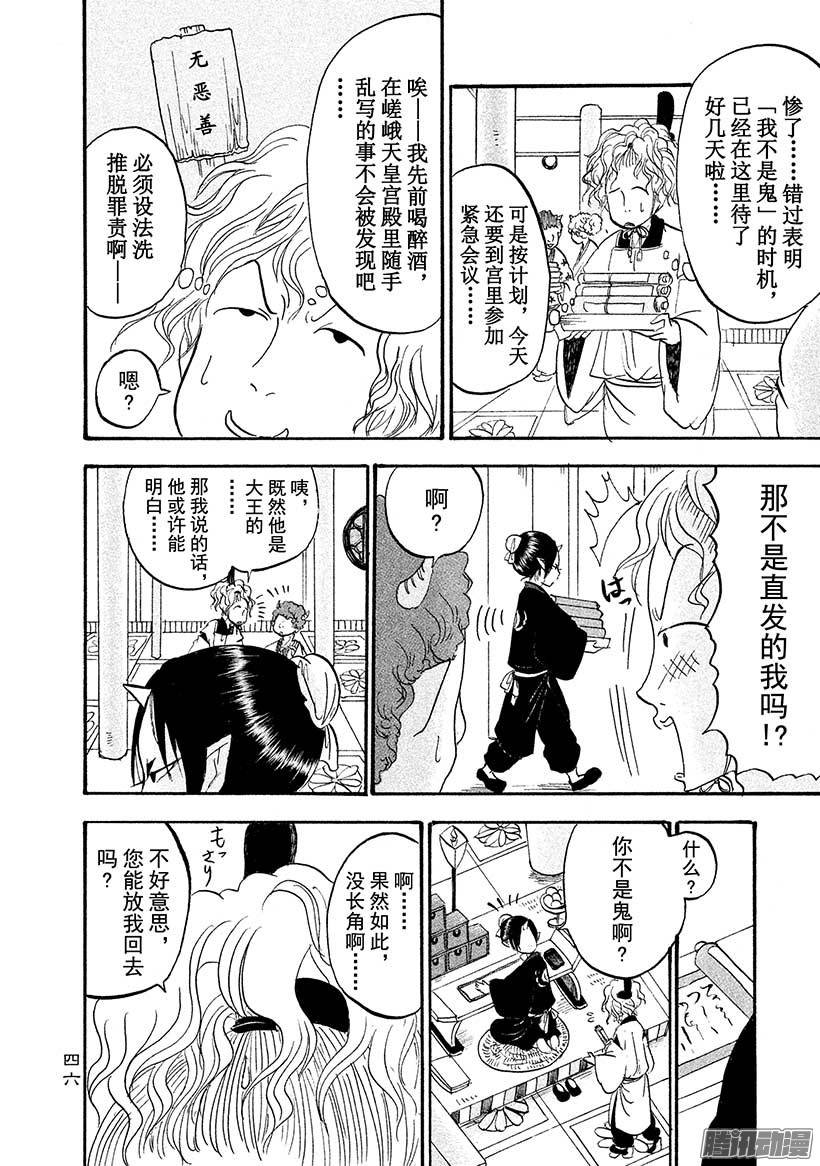 惨了……错过表明
「我不是鬼」的时机，
已经在这里待了
好几天啦……
可是按计划，今天
还要到宫里参加
紧急会议……
唉——我先前喝醉酒，
在嵯峨天皇宫殿里随手
乱写的事不会被发现吧
……
无恶善
必须设法洗
推脱罪责啊——
嗯？
那不是直发的我吗!?
はっ
啊？
咦，
既然他是
大王的
……
那我说的话，
他或许能
明白……
什么？
你不是鬼啊？
啊……
果然如此，
没长角啊……
もっさり
不好意思，
您能放我回去
吗？
四六
腾讯动漫